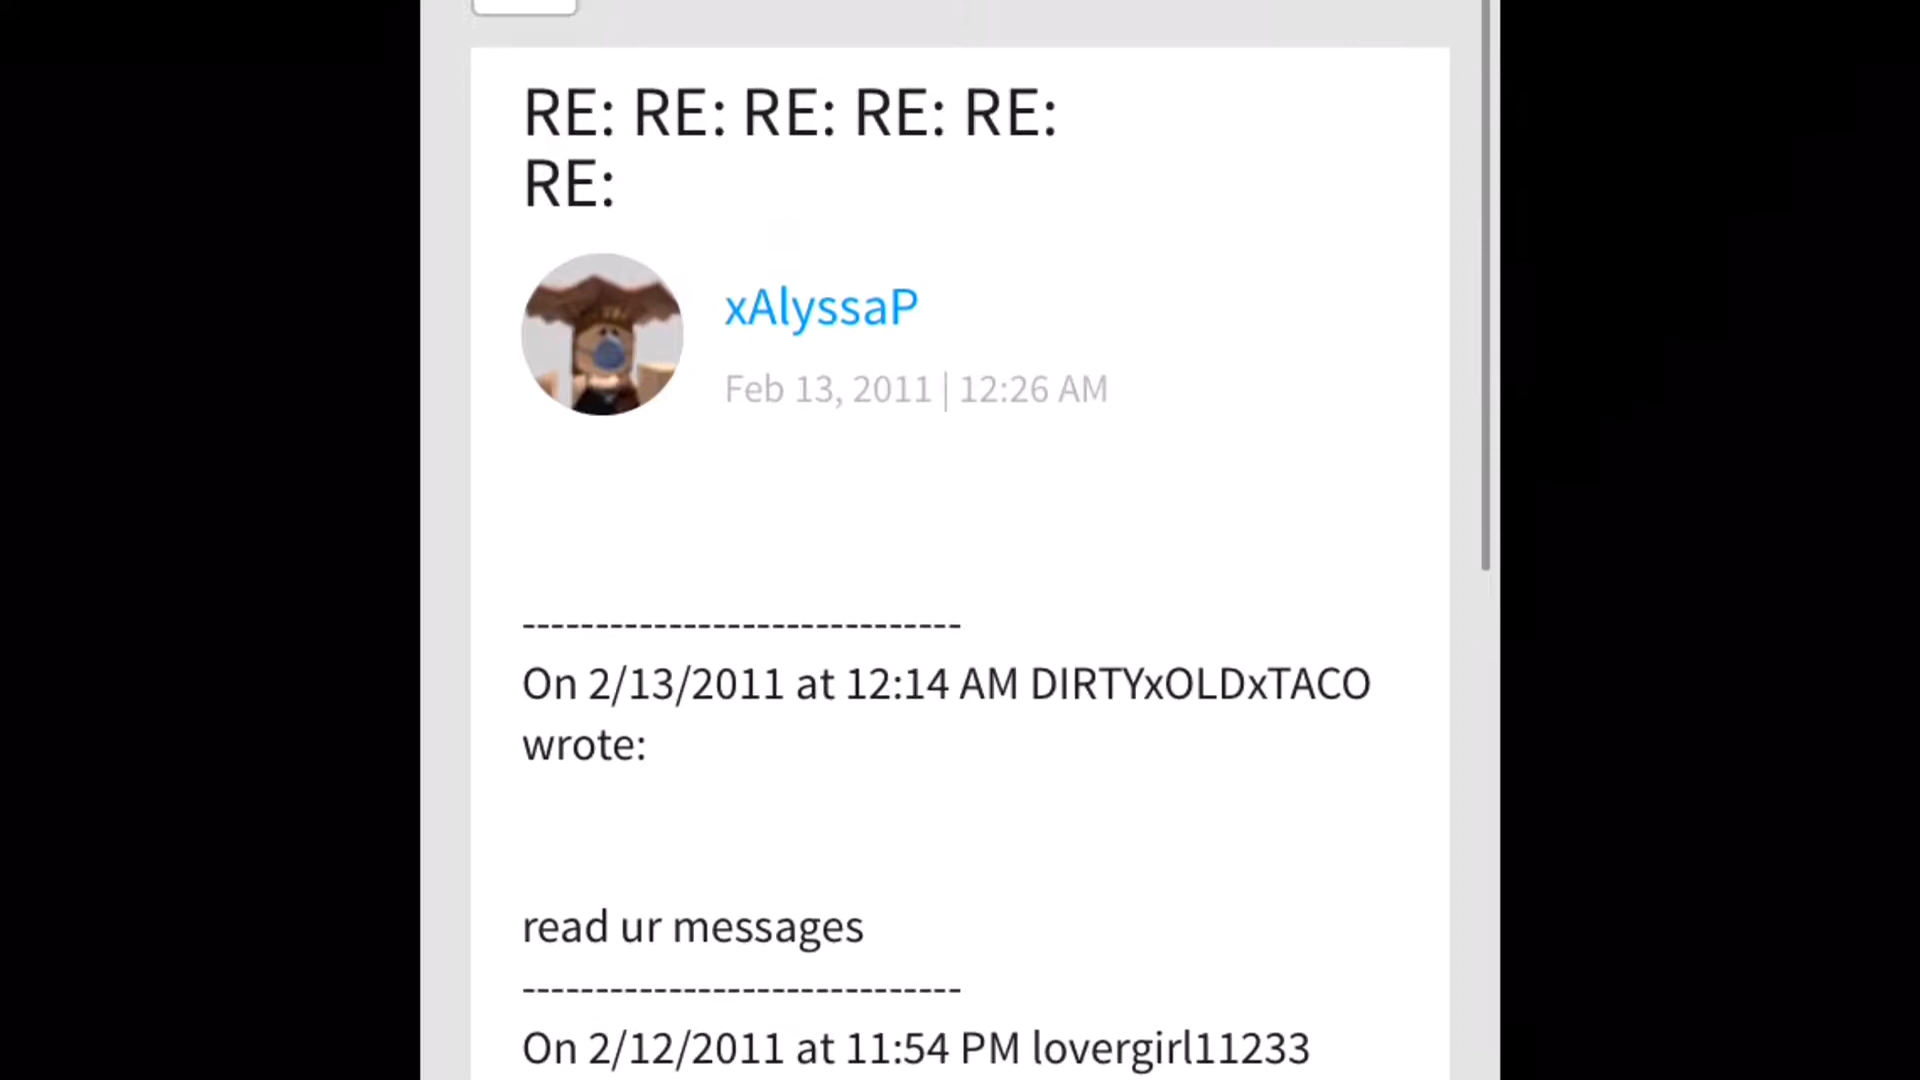 RE: RE: RE: RE: RE:
RE:
xAlyssaP
Feb 13, 2011 | 12:26 AM
------------------------------
On 2/13/2011 at 12:14 AM DIRTYxOLDxTACO
wrote:
read ur messages
------------------------------
On 2/12/2011 at 11:54 PM lovergirl11233